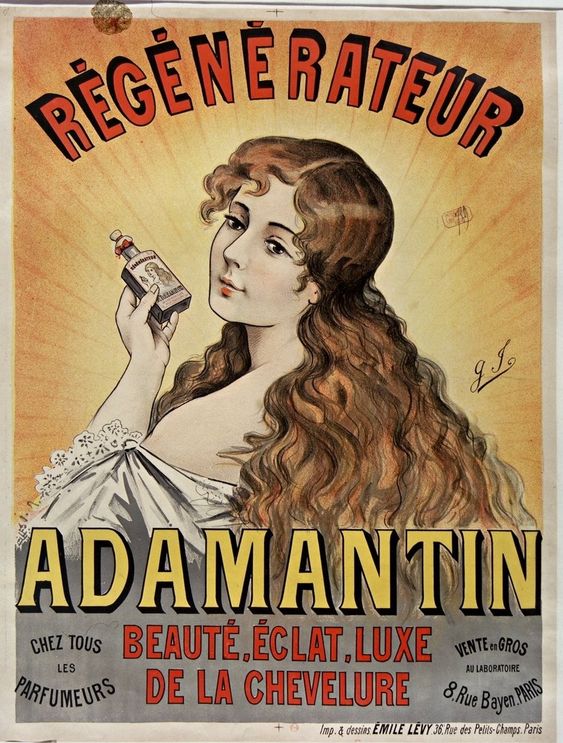 RÉGÉNÉRATEUR
RÉGÉNÉRATEUR
G J.
ADAMANTIN
CHEZ TOUS
LES
PARFUMEURS
BEAUTÉ, ÉCLAT, LUXE
DE LA CHEVELURE
VENTE en GROS
AU LABORATOIRE
8, Rue Bayen, PARIS
Imp. & dessins ÉMILE LÉVY 36, Rue des Petits-Champs. Paris